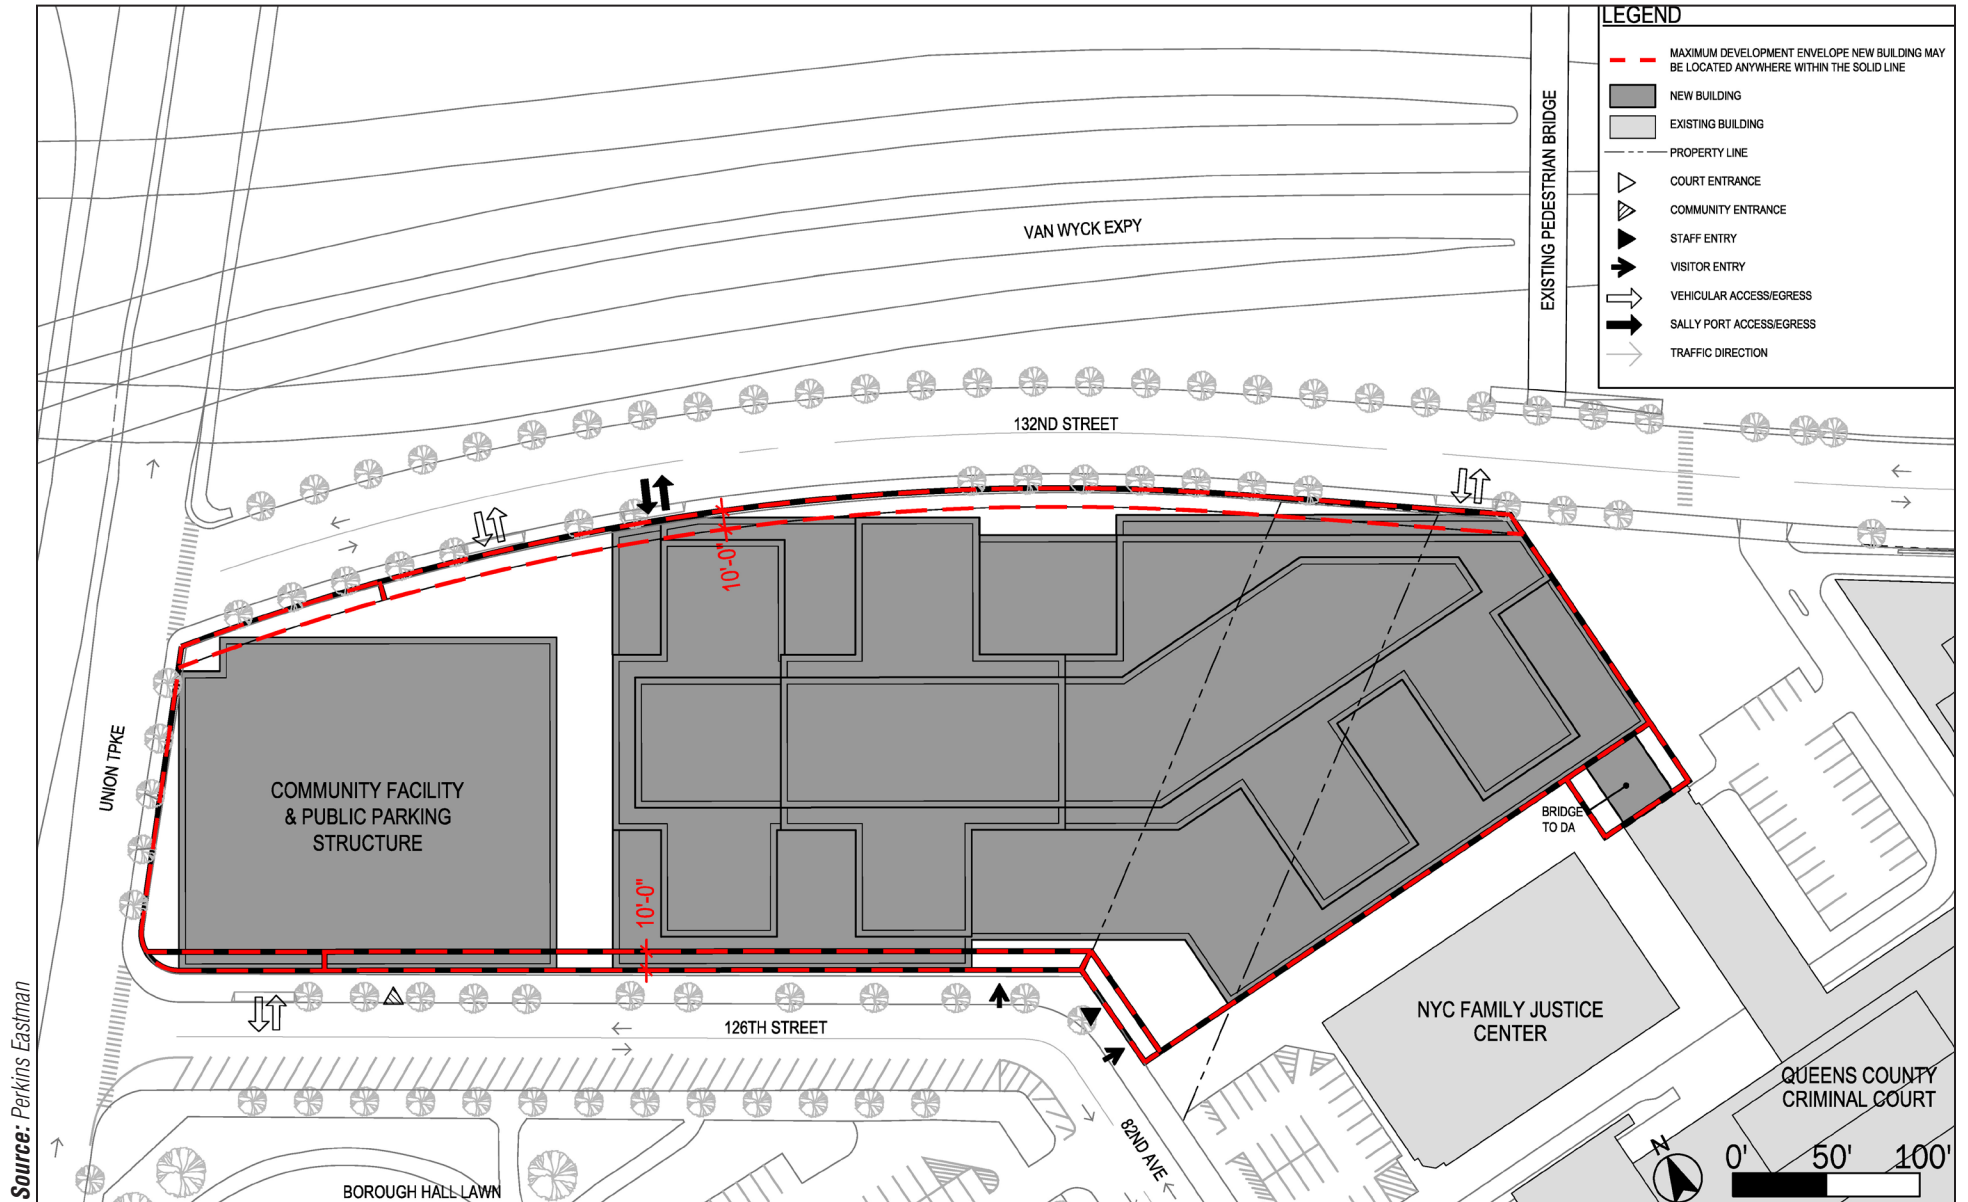 LEGEND
MAXIMUM DEVELOPMENT ENVELOPE NEW BUILDING MAY
BE LOCATED ANYWHERE WITHIN THE SOLID LINE
NEW BUILDING
EXISTING BUILDING
PROPERTY LINE
COURT ENTRANCE
COMMUNITY ENTRANCE
STAFF ENTRY
VISITOR ENTRY
VEHICULAR ACCESS/EGRESS
SALLY PORT ACCESS/EGRESS
TRAFFIC DIRECTION
EXISTING PEDESTRIAN BRIDGE
VAN WYCK EXPY
132ND STREET
10'-0"
UNION TPKE
COMMUNITY FACILITY
& PUBLIC PARKING
STRUCTURE
BRIDGE
TO DA
10'-0"
126TH STREET
NYC FAMILY JUSTICE
CENTER
QUEENS COUNTY
CRIMINAL COURT
82ND AVE
BOROUGH HALL LAWN
N
0' 50' 100'
Source: Perkins Eastman